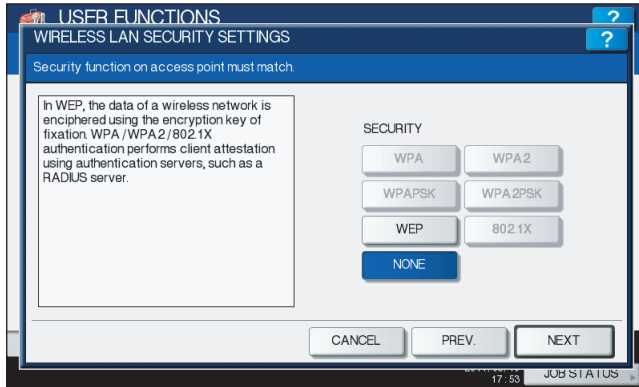 USER FUNCTIONS
?
WIRELESS LAN SECURITY SETTINGS
?
Security function on access point must match.
In WEP, the data of a wireless network is
enciphered using the encryption key of
fixation. WPA/WPA2/802.1X
authentication performs client attestation
using authentication servers, such as a
RADIUS server.
SECURITY
WPA
WPA2
WPAPSK
WPA2PSK
WEP
802.1X
NONE
CANCEL
PREV.
NEXT
17:53
JOB STATUS